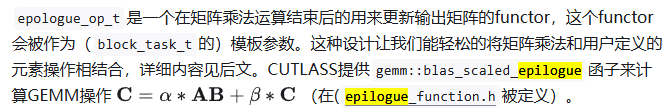 epologue_op_t 是一个在矩阵乘法运算结束后的用来更新输出矩阵的functor，这个functor
会被作为（ block_task_t 的）模板参数。这种设计让我们能轻松的将矩阵乘法和用户定义的
元素操作相结合，详细内容见后文。CUTLASS提供 gemm::blas_scaled_epilogue 函子来计
算GEMM操作 C = α * AB + β * C （在( epilogue_function.h 被定义）。